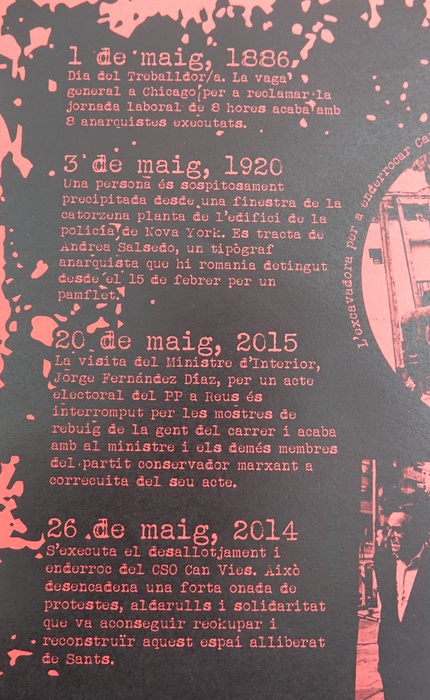 1 de maig, 1886
Dia del Treballdor/a. La vaga
general a Chicago per a reclamar la
jornada laboral de 8 hores acaba amb
8 anarquistes executats.
3 de maig, 1920
Una persona és sospitosament
precipitada desde una finestra de la
catorzena planta de l'edifici de la
policía de Nova York. Es tracta de
Andrea Salsedo, un tipògraf
anarquista que hi romania detingut
desde el 15 de febrer per un
pamflet.
20 de maig, 2015
La visita del Ministre d'Interior,
Jorge Fernández Díaz, per un acte
electoral del PP a Reus és
interromput per les mostres de
rebuig de la gent del carrer i acaba
amb al ministre i els demés membres
del partit conservador marxant a
correcuita del seu acte.
26 de maig, 2014
S'executa el desallotjament i
enderroc del CSO Can Vies. Això
desencadena una forta onada de
protestes, aldarulls i solidaritat
que va aconseguir reokupar i
reconstruïr aquest espai alliberat
de Sants.
L'excavadora per a enderrocar